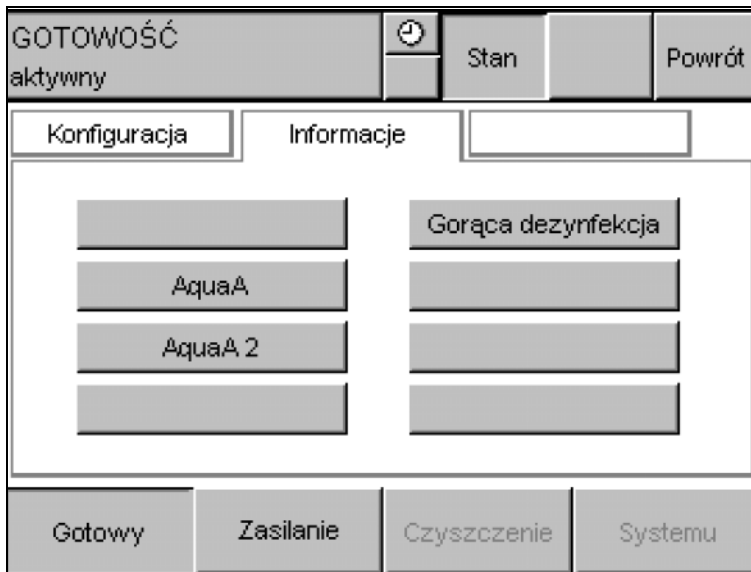 GOTOWOŚĆ
aktywny
Stan
Powrót
Konfiguracja
Informacje
Gorąca dezynfekcja
AquaA
AquaA 2
Gotowy
Zasilanie
Czyszczenie
Systemu